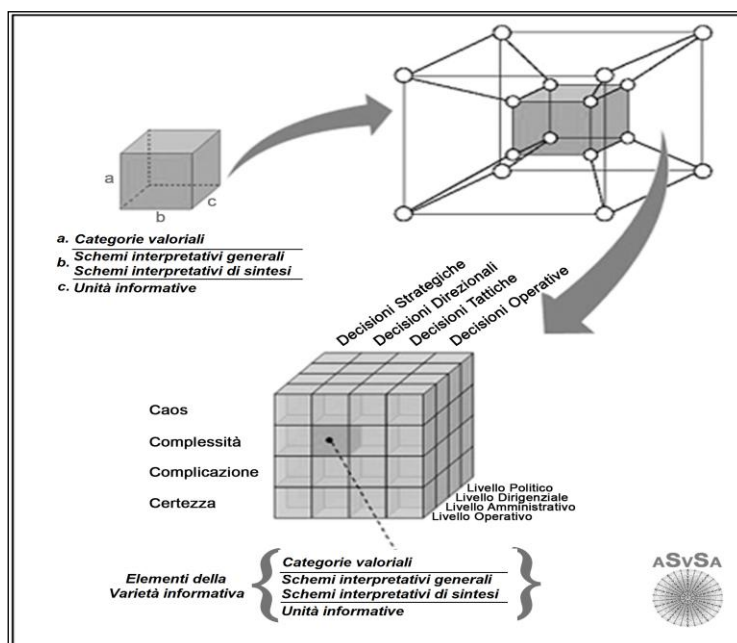 a
b
c
a. Categorie valoriali
b. Schemi interpretativi generali
Schemi interpretativi di sintesi
c. Unità informative
Decisioni Strategiche
Decisioni Direzionali
Decisioni Tattiche
Decisioni Operative
Caos
Complessità
Complicazione
Certezza
Livello Politico
Livello Dirigenziale
Livello Amministrativo
Livello Operativo
Elementi della
Varietà informativa
Categorie valoriali
Schemi interpretativi generali
Schemi interpretativi di sintesi
Unità informative
ASvSA